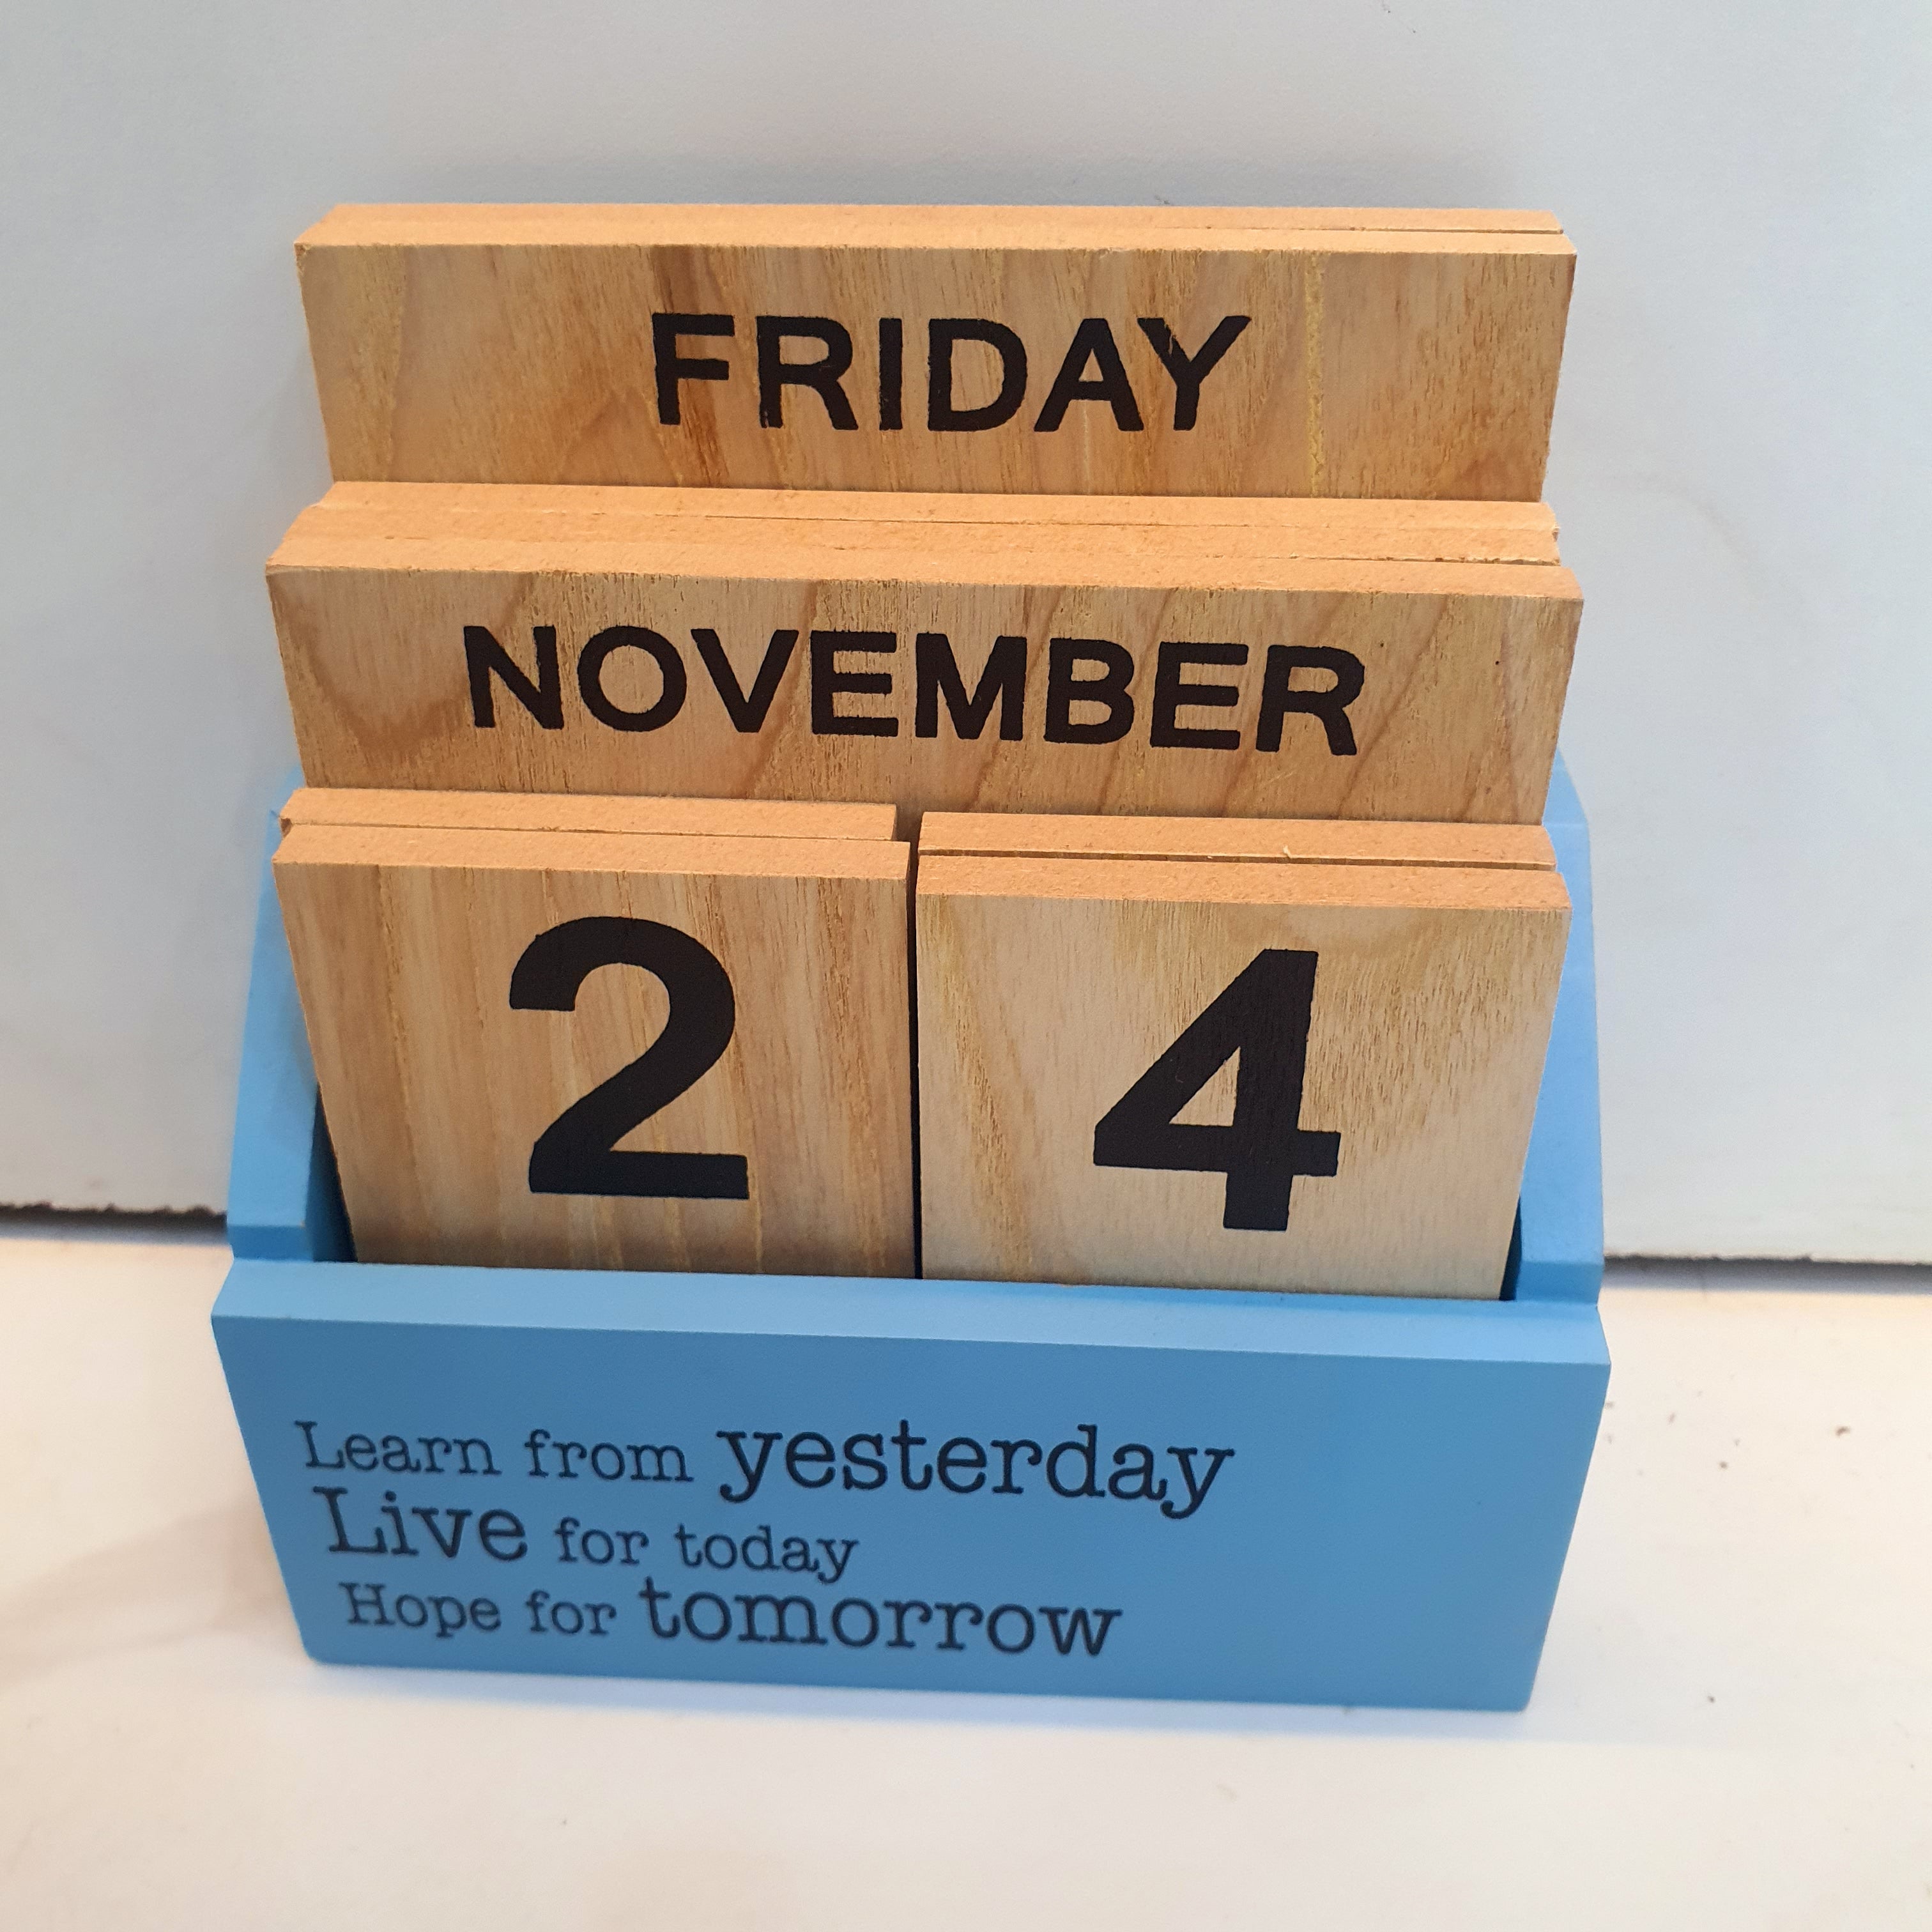 FRIDAY
NOVEMBER
2 4
Learn from yesterday
Live for today
Hope for tomorrow